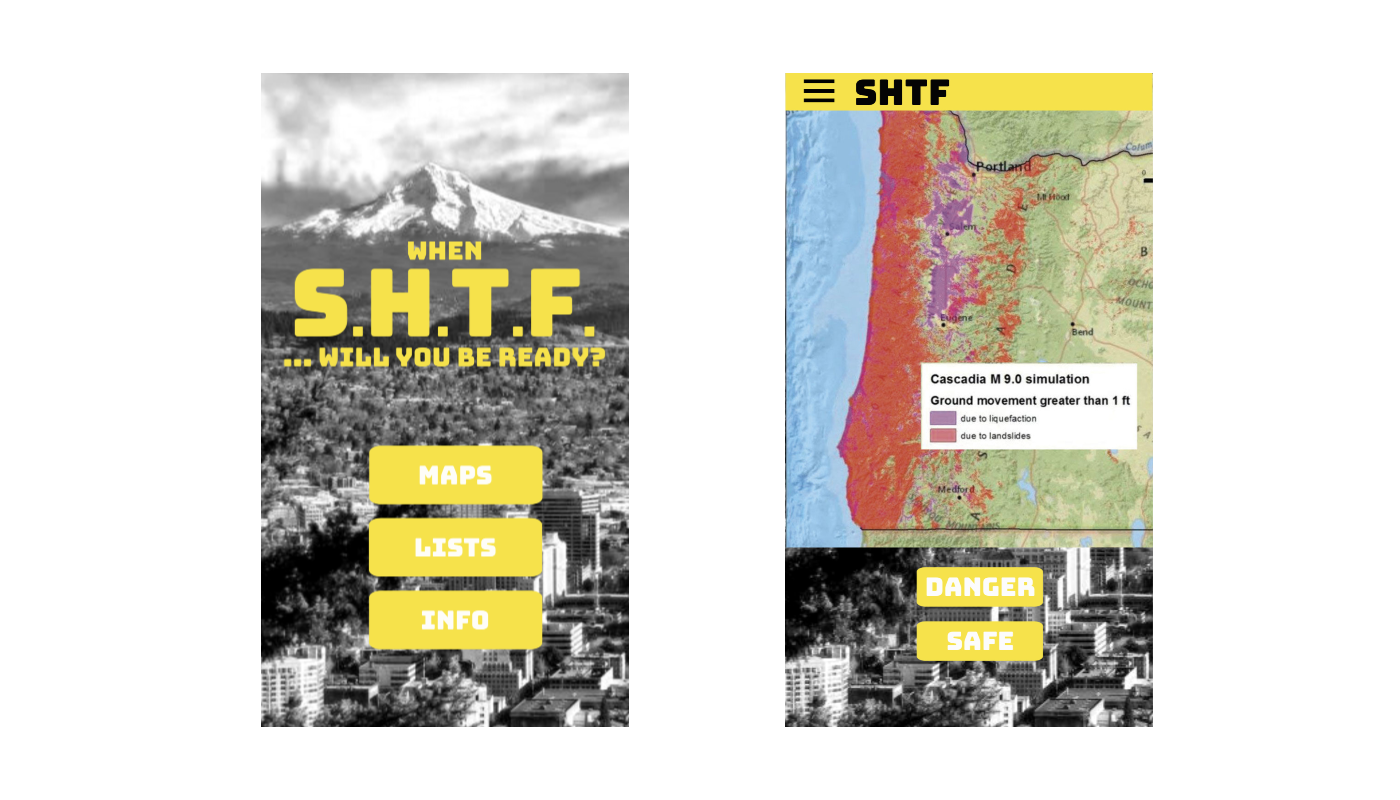 WHEN
S.H.T.F.
... WILL YOU BE READY?
MAPS
LISTS
INFO
SHTF
Portland
Mt Hood
Eugene
Bend
Cascadia M 9.0 simulation
Ground movement greater than 1 ft
due to liquefaction
due to landslides
Medford
MOUNTAINS
DANGER
SAFE